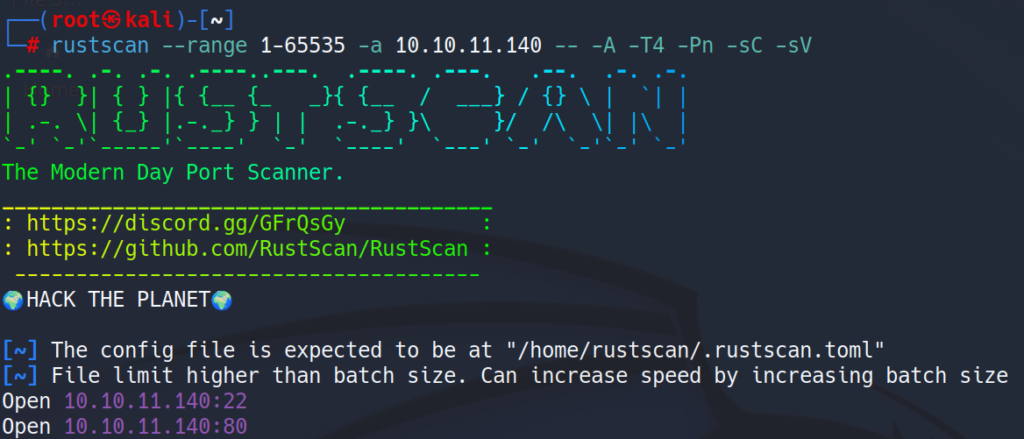 ┌──(root㉿kali)-[~]
└─# rustscan --range 1-65535 -a 10.10.11.140 -- -A -T4 -Pn -sC -sV
.----. .-. .-. .----..---.  .----. .---.   .--.  .-. .-.
| {}  }| { } |{ {__ {_   _}{ {__  /  ___} / {} \ |  `| |
| .-. \| {_} |.-._} } | |  .-._} }\     }/  /\  \| |\  |
`-' `-'`-----'`----'  `-'  `----'  `---' `-'  `-'`-' `-'
The Modern Day Port Scanner.
________________________________________
: https://discord.gg/GFrQsGy           :
: https://github.com/RustScan/RustScan :
 --------------------------------------
🌍HACK THE PLANET🌍
[~] The config file is expected to be at "/home/rustscan/.rustscan.toml"
[~] File limit higher than batch size. Can increase speed by increasing batch size
Open 10.10.11.140:22
Open 10.10.11.140:80